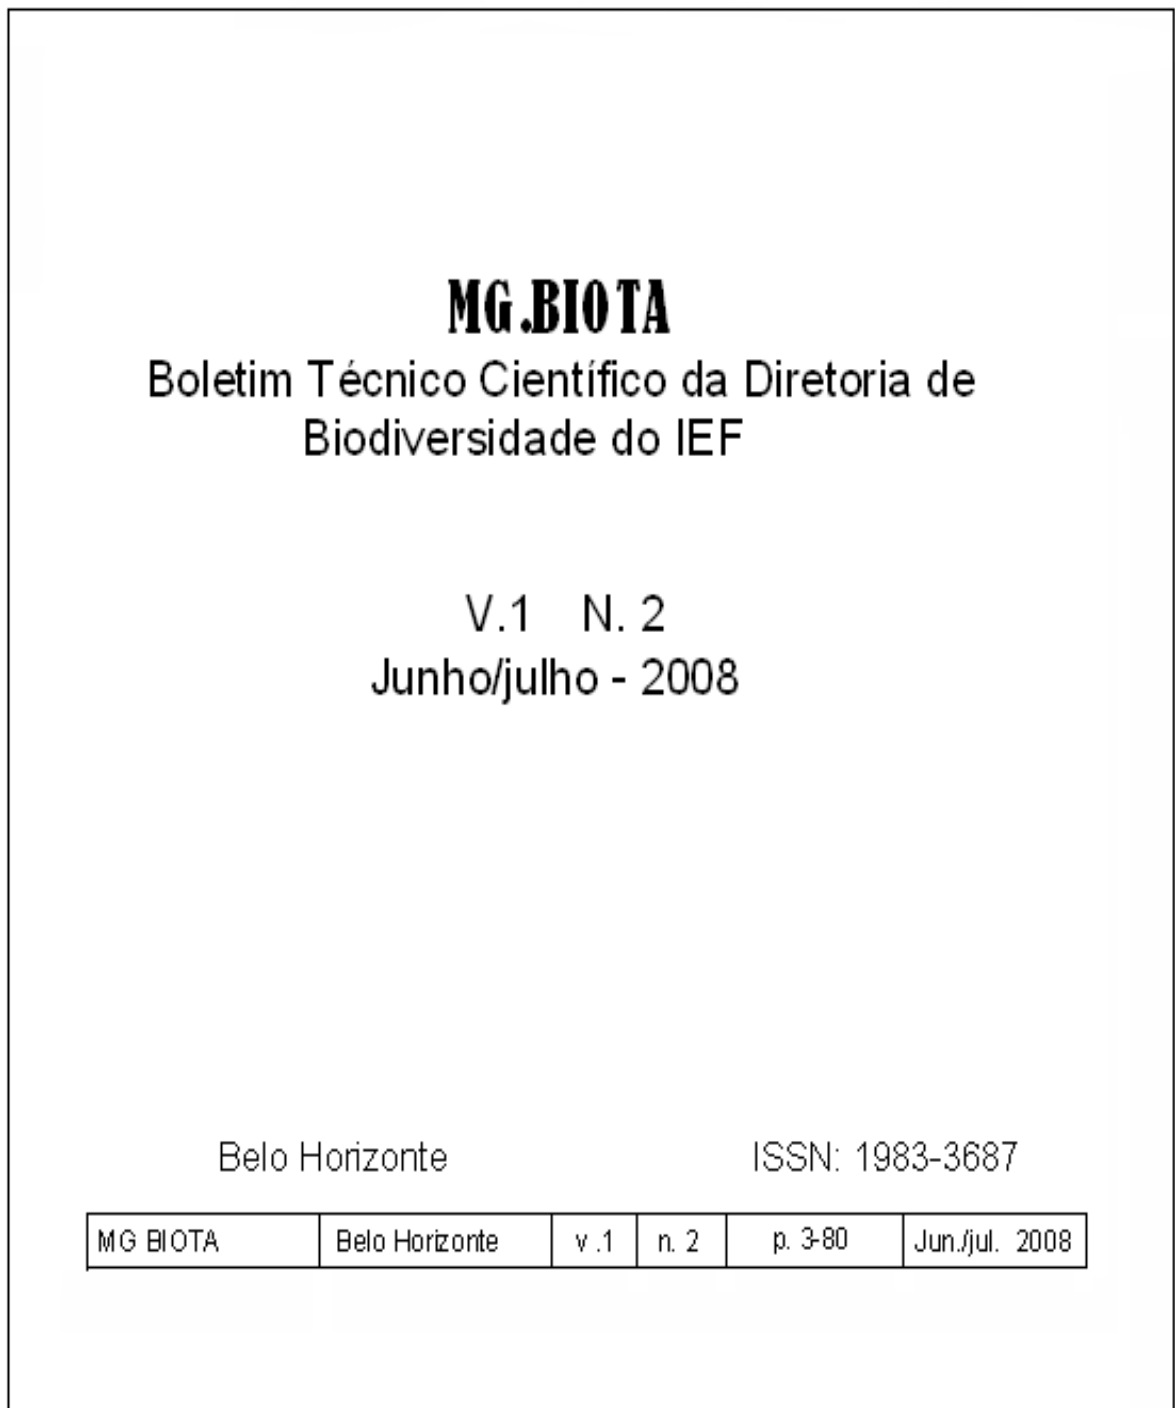 MG.BIOTA
Boletim Técnico Científico da Diretoria de
Biodiversidade do IEF
V.1 N. 2
Junho/julho - 2008
Belo Horizonte ISSN: 1983-3687
MG BIOTA Belo Horizonte v .1 n. 2 p. 3-80 Jun./jul. 2008